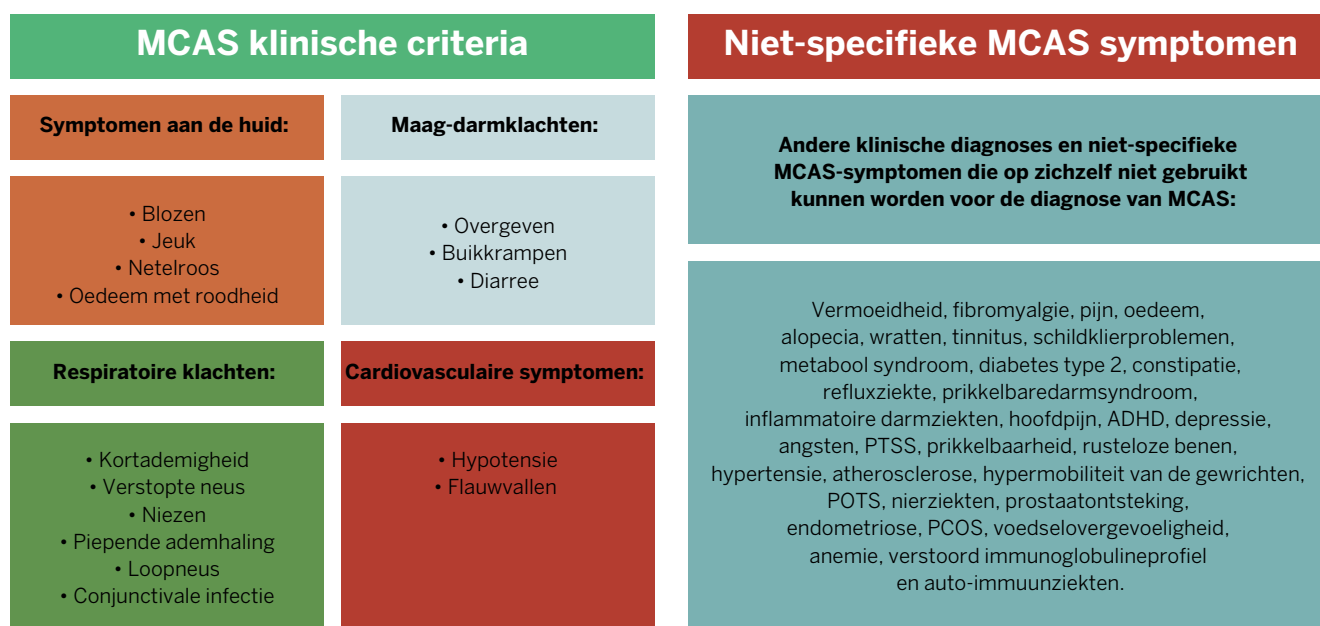 MCAS klinische criteria
Symptomen aan de huid:
• Blozen
• Jeuk
• Netelroos
• Oedeem met roodheid
Maag-darmklachten:
• Overgeven
• Buikkrampen
• Diarree
Respiratoire klachten:
• Kortademigheid
• Verstopte neus
• Niezen
• Piepende ademhaling
• Loopneus
• Conjunctivale infectie
Cardiovasculaire symptomen:
• Hypotensie
• Flauwvallen
Niet-specifieke MCAS symptomen
Andere klinische diagnoses en niet-specifieke
MCAS-symptomen die op zichzelf niet gebruikt
kunnen worden voor de diagnose van MCAS:
Vermoeidheid, fibromyalgie, pijn, oedeem,
alopecia, wratten, tinnitus, schildklierproblemen,
metabool syndroom, diabetes type 2, constipatie,
refluxziekte, prikkelbaredarmsyndroom,
inflammatoire darmziekten, hoofdpijn, ADHD, depressie,
angsten, PTSS, prikkelbaarheid, rusteloze benen,
hypertensie, atherosclerose, hypermobiliteit van de gewrichten,
POTS, nierziekten, prostaatontsteking,
endometriose, PCOS, voedselovergevoeligheid,
anemie, verstoord immunoglobulineprofiel
en auto-immuunziekten.